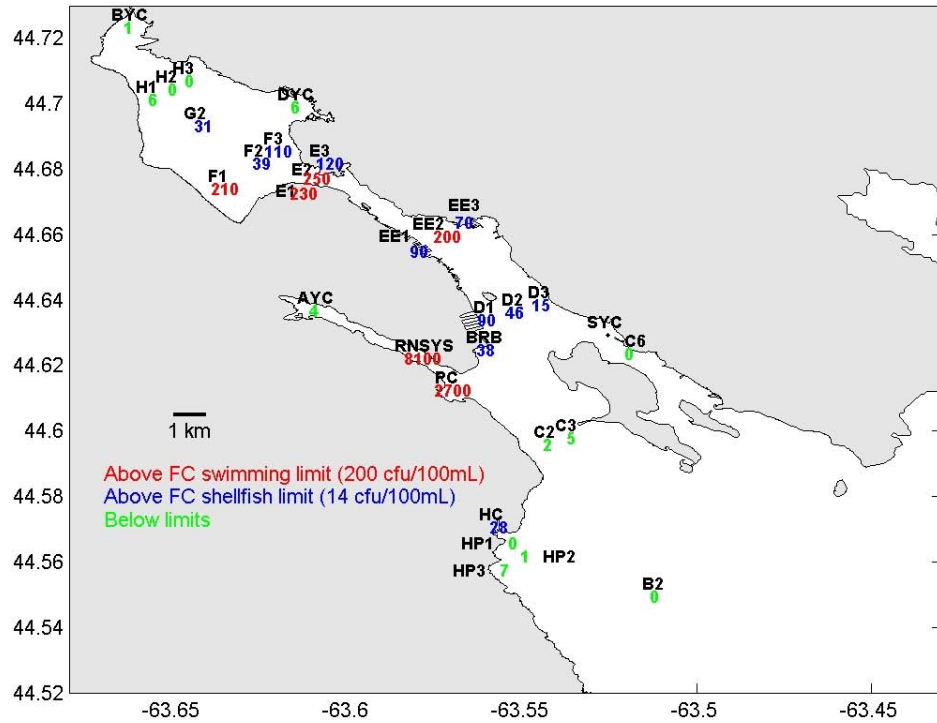 BYC
44.72
1
H3
H2
0
44.7
H1
0
DYC
6
6
G2
31
F3
F2
110
E3
44.68
39
E2
120
F1
250
210
E1
230
EE3
EE2
70
44.66
EE1
200
90
44.64
AYC
D3
4
D1
D2
15
90
46
SYC
BRB
C6
44.62
RNSYS
38
0
8100
PC
2700
1 km
44.6
C2
C3
2
5
Above FC swimming limit (200 cfu/100mL)
44.58
Above FC shellfish limit (14 cfu/100mL)
Below limits
HC
28
HP1
0
44.56
1
HP2
HP3
7
B2
0
44.54
44.52
-63.65
-63.6
-63.55
-63.5
-63.45